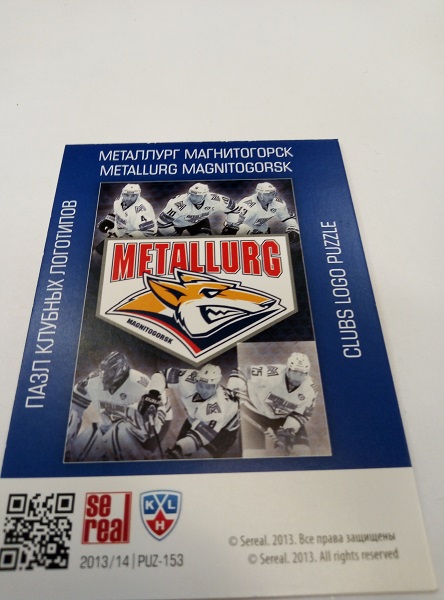 МЕТАЛЛУРГ МАГНИТОГОРСК
METALLURG MAGNITOGORSK
ПАЗЛ КЛУБНЫХ ЛОГОТИПОВ
METALLURG
MAGNITOGORSK
CLUBS LOGO PUZZLE
se
real
KHL
2013/14 | PUZ-153
© Sereal. 2013. Все права защищены
© Sereal. 2013. All rights reserved